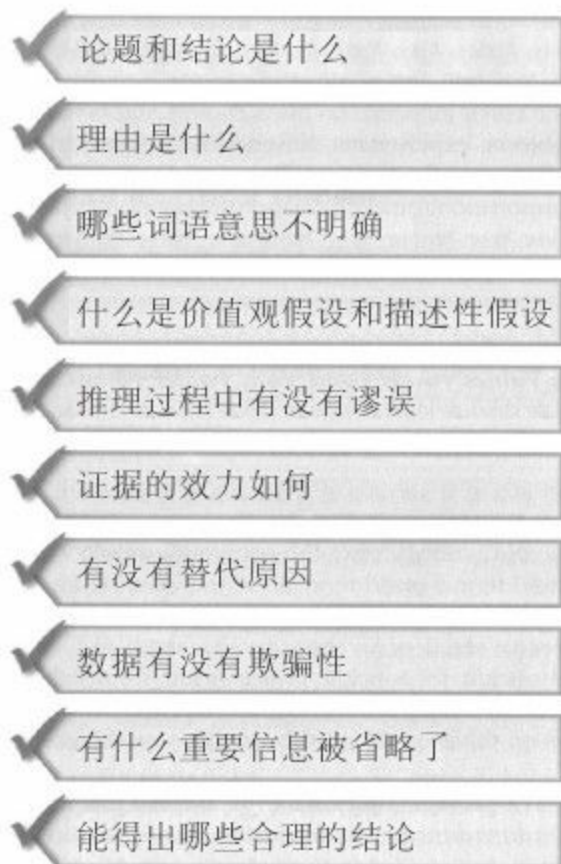 论题和结论是什么
理由是什么
哪些词语意思不明确
什么是价值观假设和描述性假设
推理过程中有没有谬误
证据的效力如何
有没有替代原因
数据有没有欺骗性
有什么重要信息被省略了
能得出哪些合理的结论